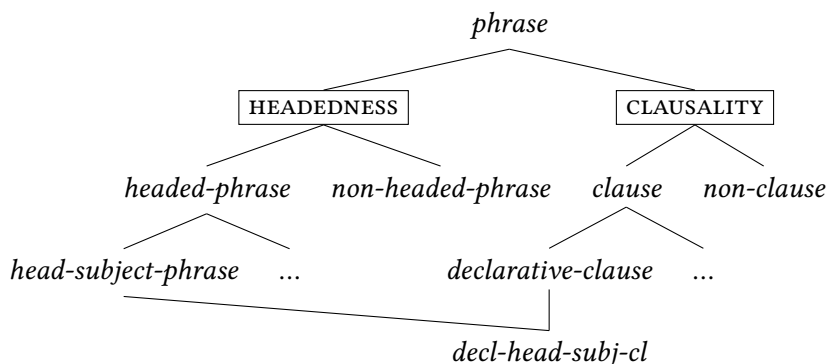 phrase
HEADEDNESS CLAUSALITY
headed-phrase non-headed-phrase clause non-clause
head-subject-phrase ... declarative-clause ...
decl-head-subj-cl